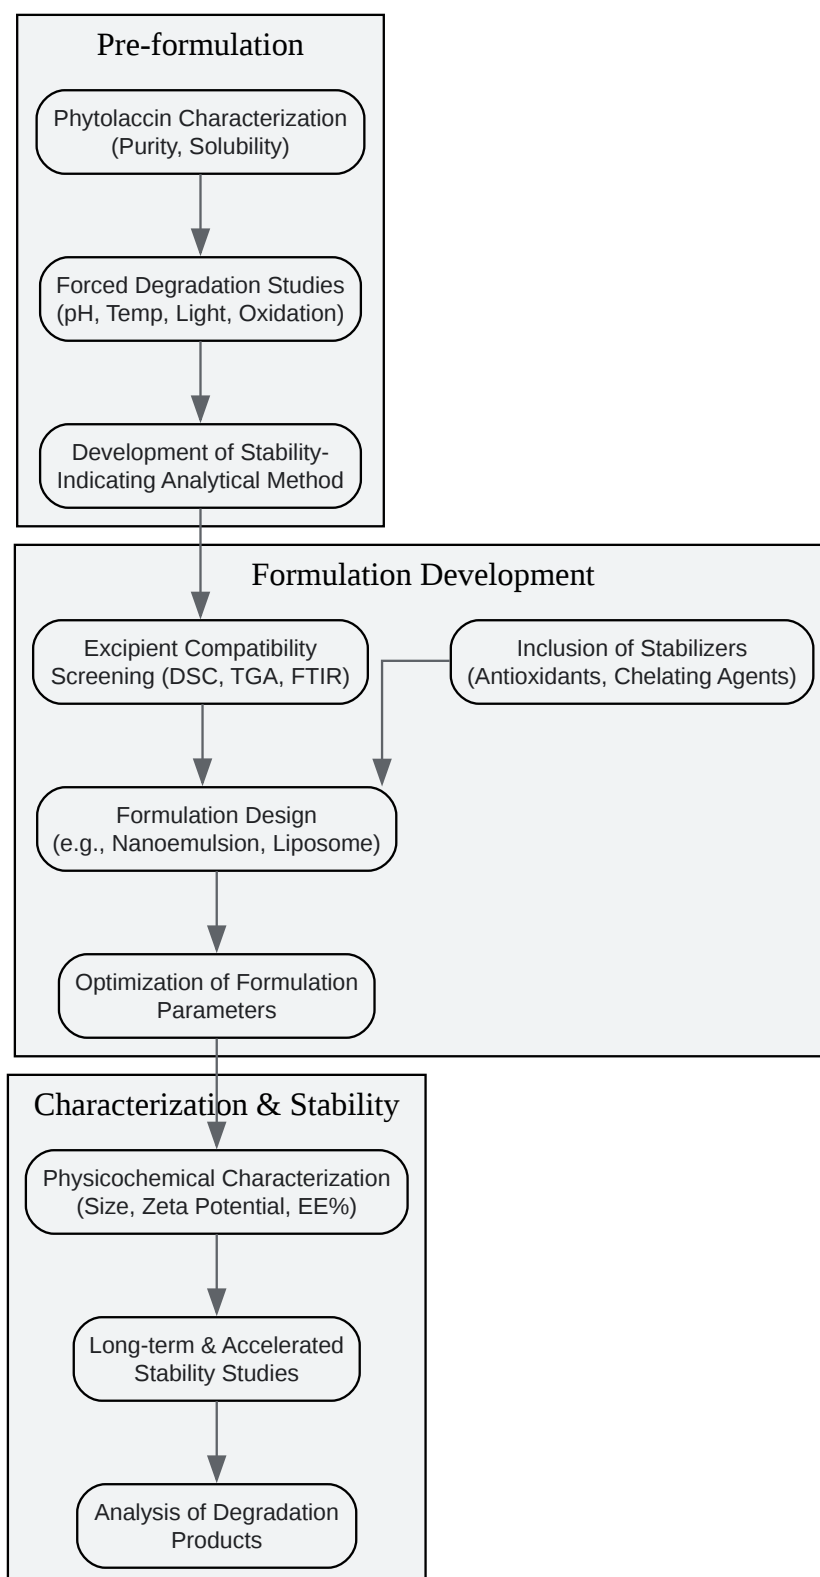 Pre-formulation
Phytolaccin Characterization
(Purity, Solubility)
Forced Degradation Studies
(pH, Temp, Light, Oxidation)
Development of Stability-
Indicating Analytical Method
Formulation Development
Excipient Compatibility
Screening (DSC, TGA, FTIR)
Inclusion of Stabilizers
(Antioxidants, Chelating Agents)
Formulation Design
(e.g., Nanoemulsion, Liposome)
Optimization of Formulation
Parameters
Characterization & Stability
Physicochemical Characterization
(Size, Zeta Potential, EE%)
Long-term & Accelerated
Stability Studies
Analysis of Degradation
Products